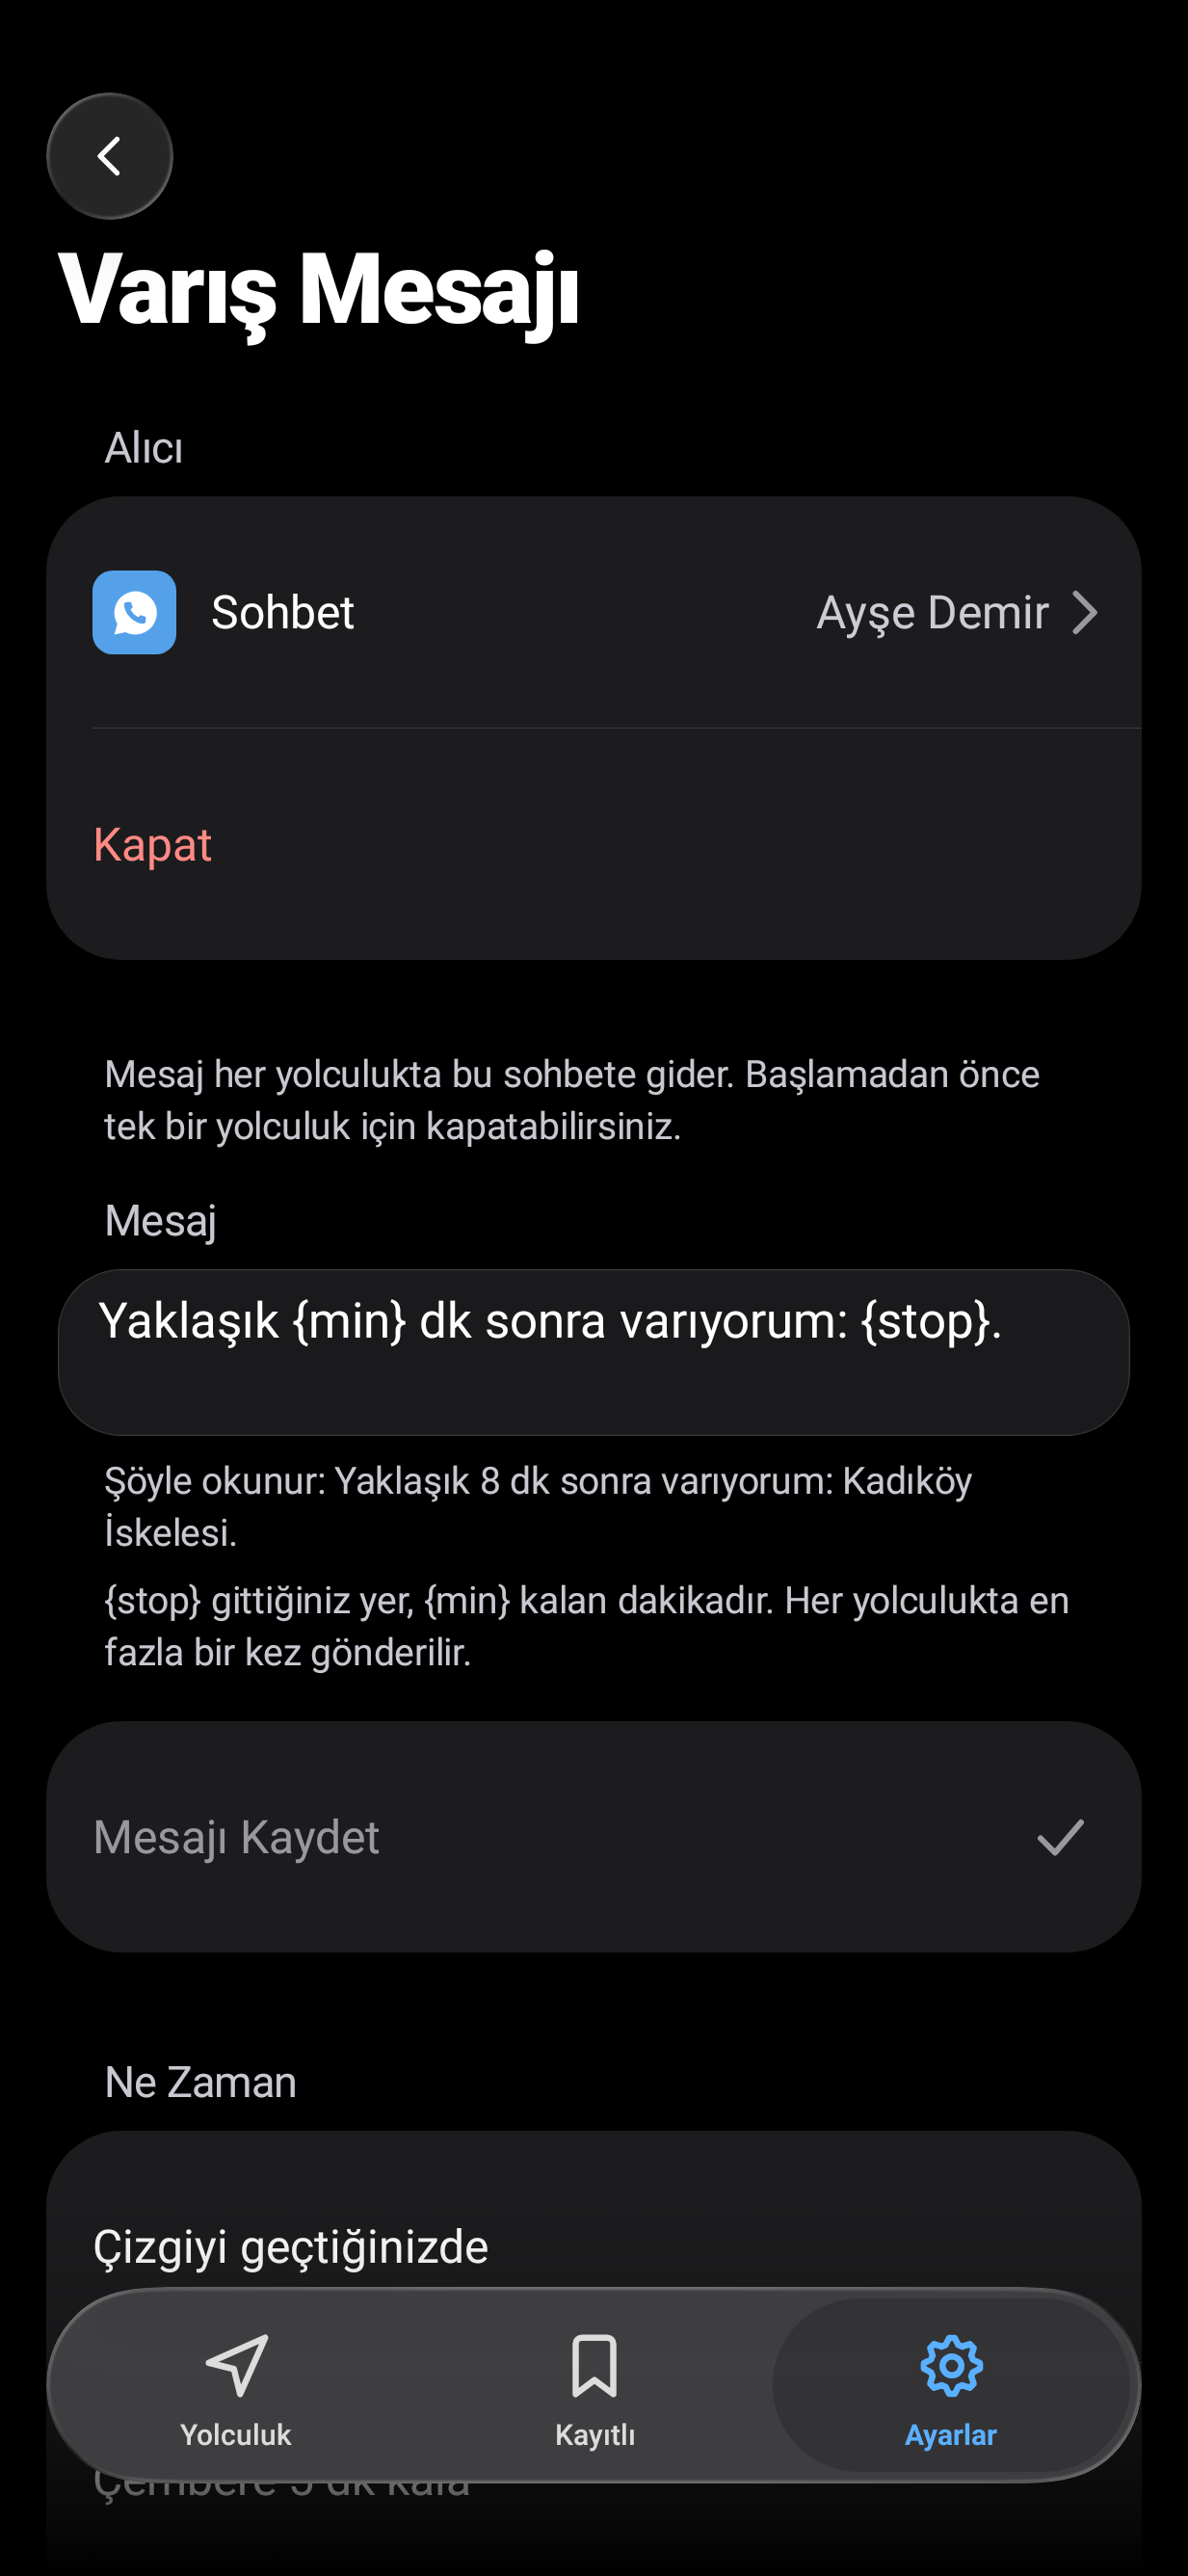 Varış Mesajı
Alıcı
Sohbet
Ayşe Demir
Kapat
Mesaj her yolculukta bu sohbete gider. Başlamadan önce
tek bir yolculuk için kapatabilirsiniz.
Mesaj
Yaklaşık {min} dk sonra varıyorum: {stop}.
Şöyle okunur: Yaklaşık 8 dk sonra varıyorum: Kadıköy
İskelesi.
{stop} gittiğiniz yer, {min} kalan dakikadır. Her yolculukta en
fazla bir kez gönderilir.
Mesajı Kaydet
Ne Zaman
Çizgiyi geçtiğinizde
Yolculuk
Kayıtlı
Ayarlar
Çembere dk kala